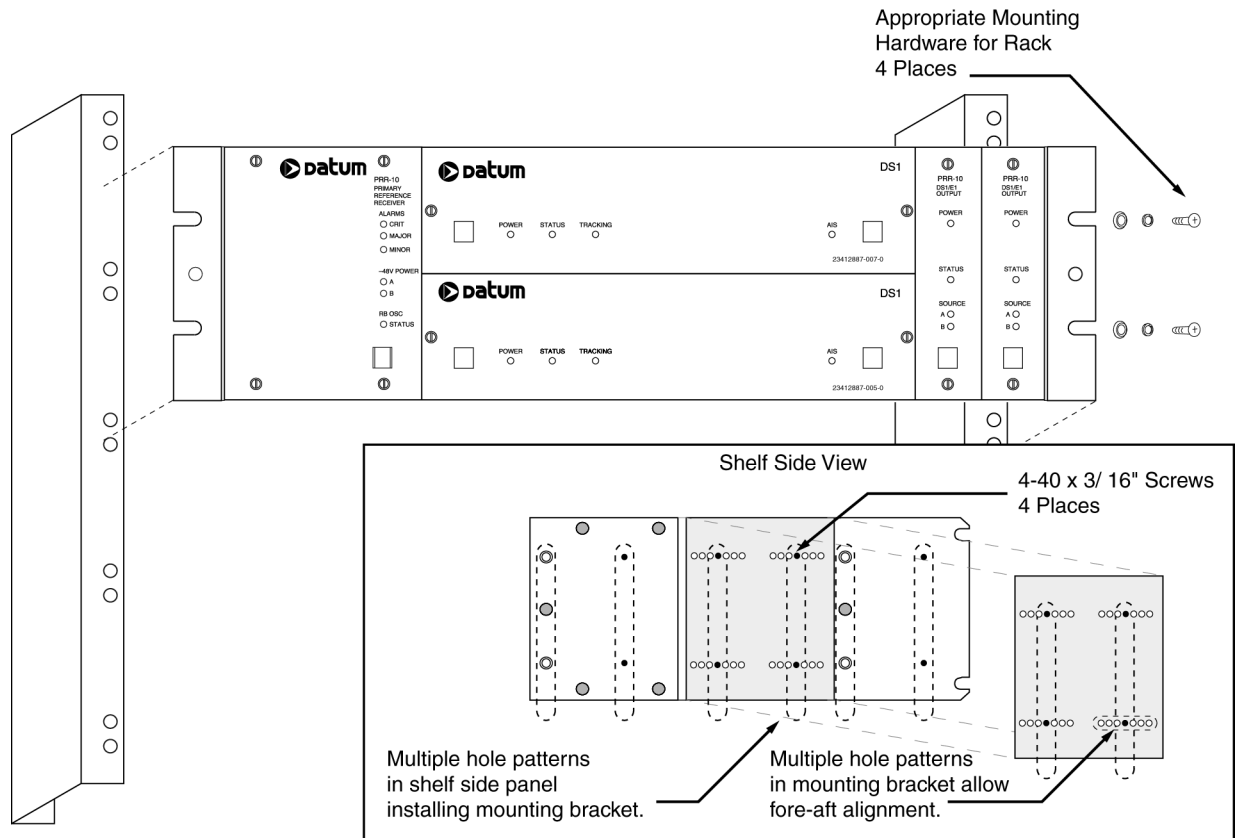 Appropriate Mounting
Hardware for Rack
4 Places
Datum
PRR-10
PRIMARY
REFERENCE
RECEIVER
ALARMS
CRIT
MAJOR
MINOR
–48V POWER
A
B
RB OSC
STATUS
Datum
DS1
POWER STATUS TRACKING AIS
23412887-007-0
Datum
DS1
POWER STATUS TRACKING AIS
23412887-005-0
PRR-10
DS1/E1
OUTPUT
POWER
STATUS
SOURCE
A
B
PRR-10
DS1/E1
OUTPUT
POWER
STATUS
SOURCE
A
B
Shelf Side View
4-40 x 3/ 16" Screws
4 Places
Multiple hole patterns
in shelf side panel
installing mounting bracket.
Multiple hole patterns
in mounting bracket allow
fore-aft alignment.